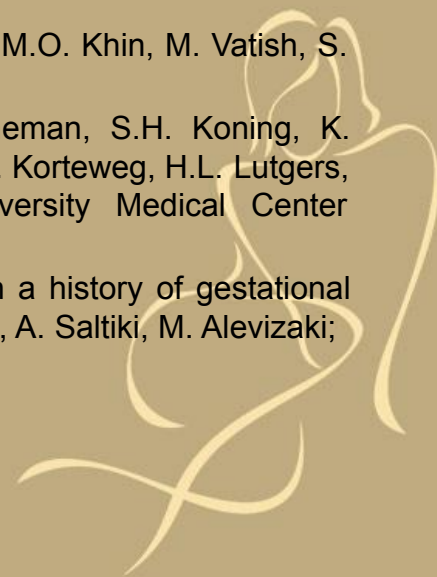 M.O. Khin, M. Vatish, S.
eman, S.H. Koning, K.
Korteweg, H.L. Lutgers,
versity Medical Center
a history of gestational
, A. Saltiki, M. Alevizaki;